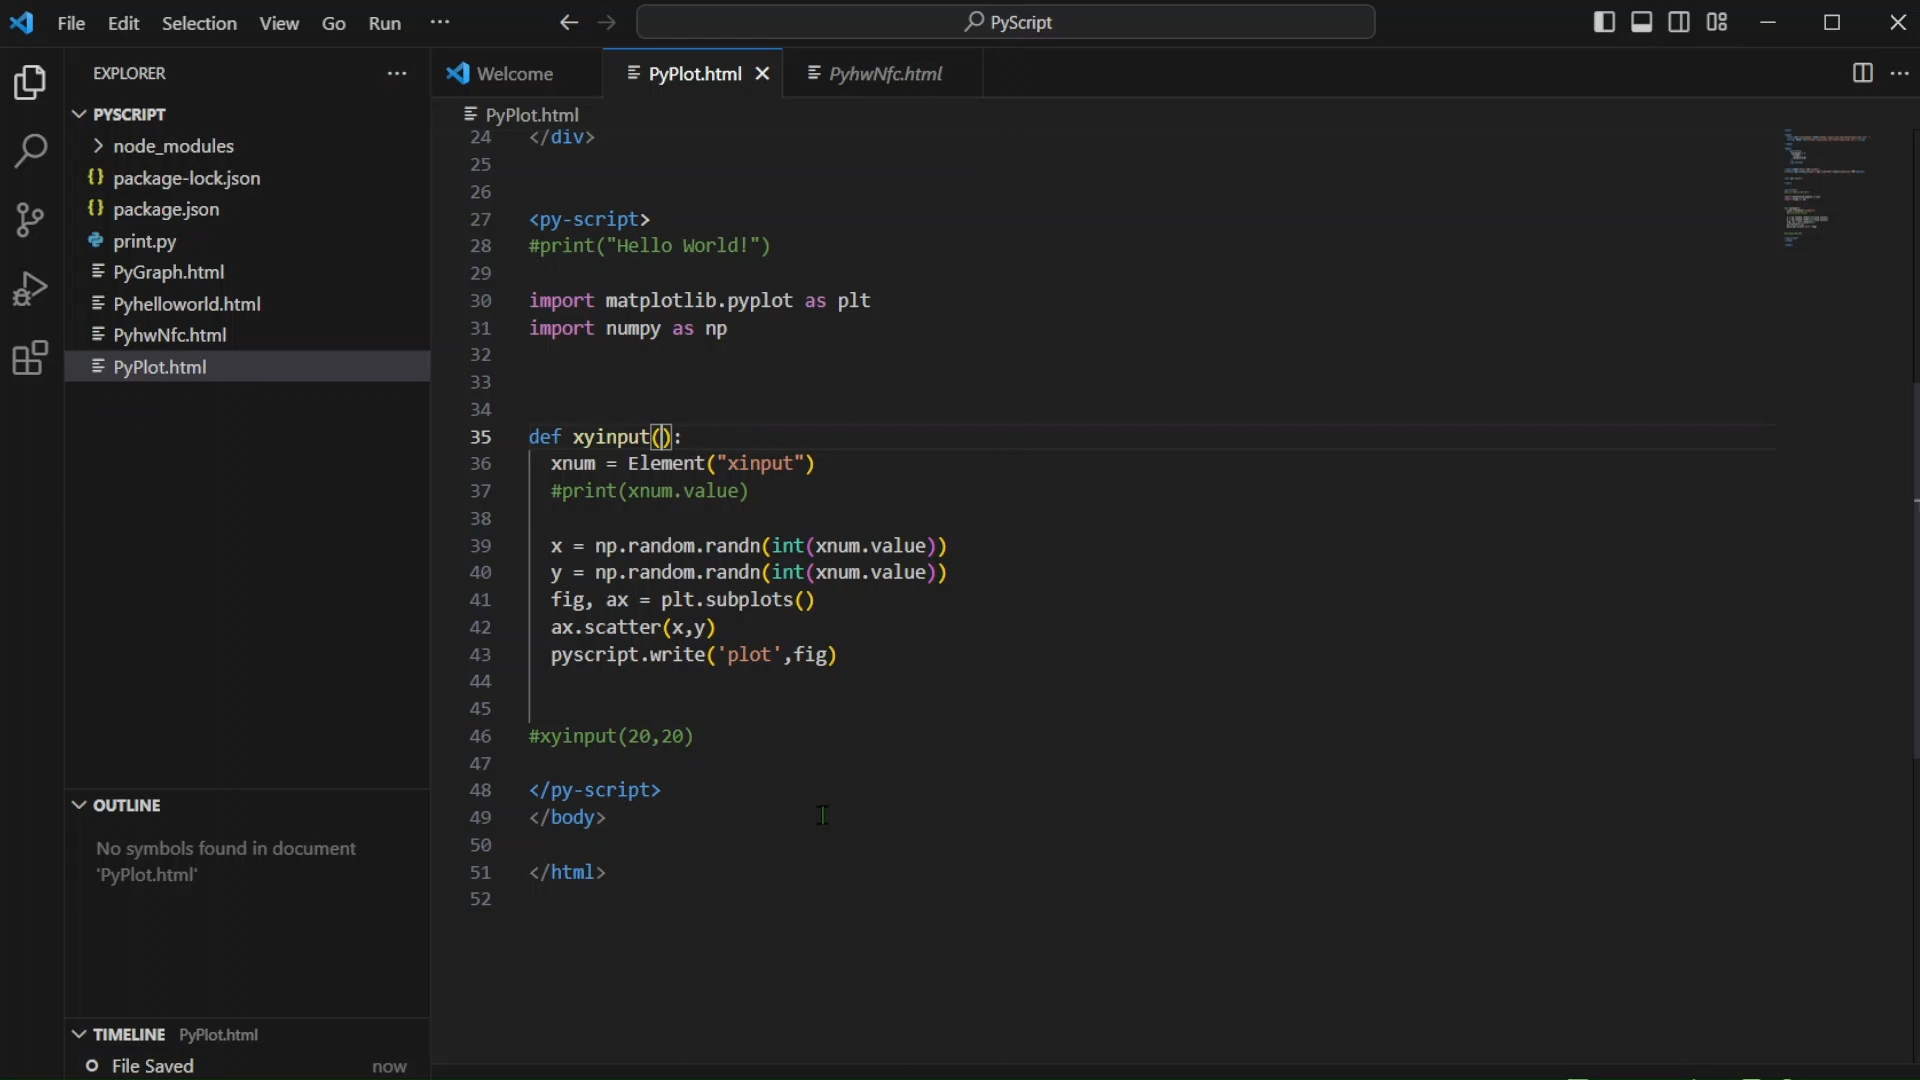 File Edit Selection View Go Run ··· PyScript
EXPLORER ···
PYSCRIPT
node_modules
{} package-lock.json
{} package.json
print.py
PyGraph.html
Pyhelloworld.html
PyhwNfc.html
PyPlot.html
OUTLINE
No symbols found in document
'PyPlot.html'
TIMELINE PyPlot.html
File Saved now
Welcome PyPlot.html PyhwNfc.html
PyPlot.html
24 </div>
25
26
27 <py-script>
28 #print("Hello World!")
29
30 import matplotlib.pyplot as plt
31 import numpy as np
32
33
34
35 def xyinput():
36 xnum = Element("xinput")
37 #print(xnum.value)
38
39 x = np.random.randn(int(xnum.value))
40 y = np.random.randn(int(xnum.value))
41 fig, ax = plt.subplots()
42 ax.scatter(x,y)
43 pyscript.write('plot',fig)
44
45
46 #xyinput(20,20)
47
48 </py-script>
49 </body>
50
51 </html>
52